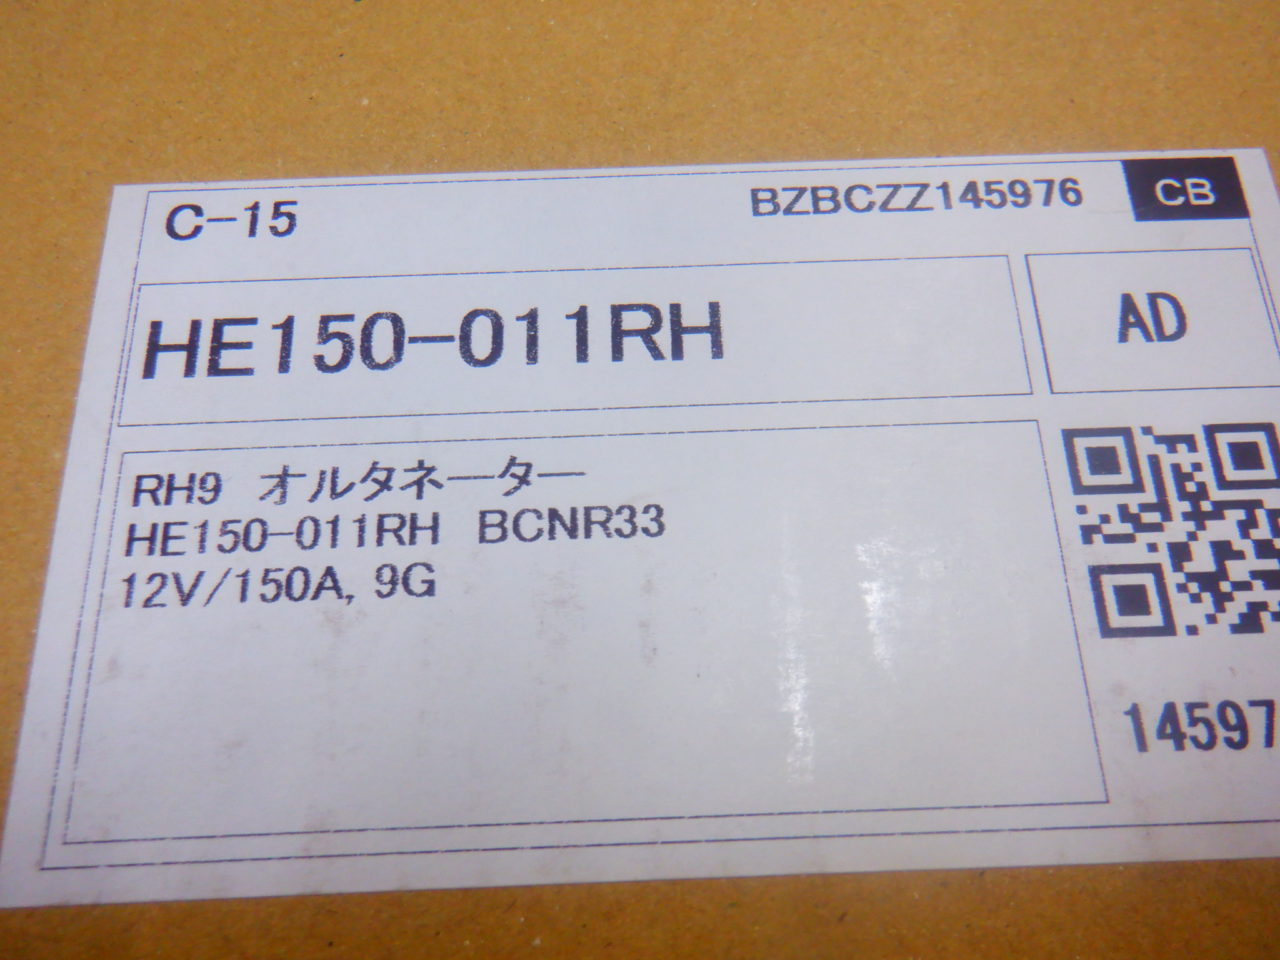 C-15
BZBCZZ145976
CB
HE150-011RH
AD
RH9 オルタネーター
HE150-011RH BCNR33
12V/150A, 9G
14597